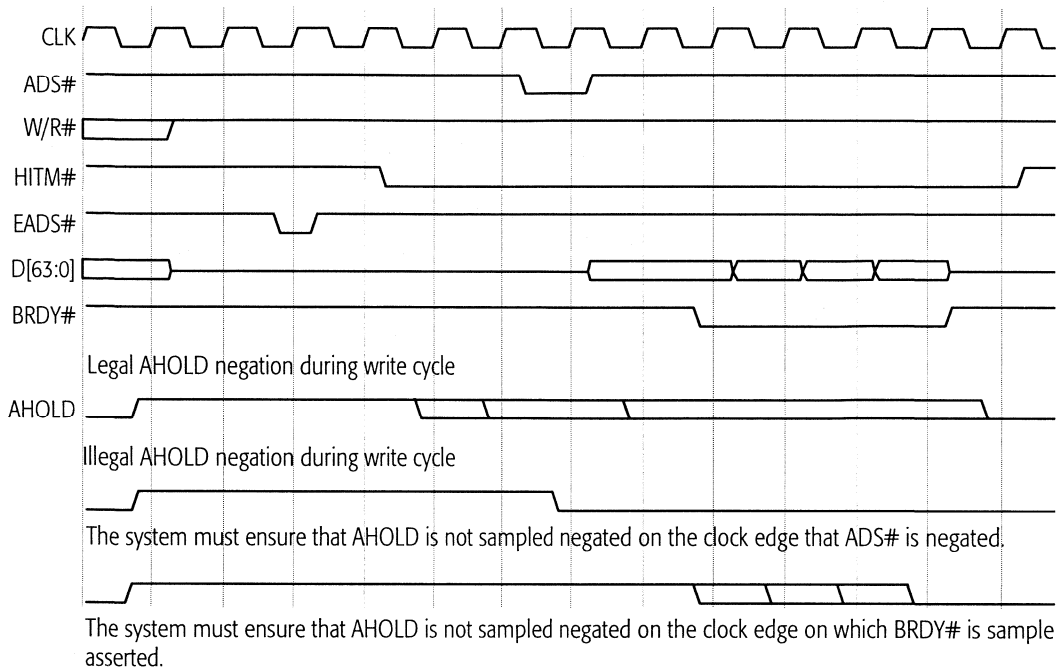 CLK
ADS#
W/R#
HITM#
EADS#
D[63:0]
BRDY#
Legal AHOLD negation during write cycle
AHOLD
Illegal AHOLD negation during write cycle
The system must ensure that AHOLD is not sampled negated on the clock edge that ADS# is negated.
The system must ensure that AHOLD is not sampled negated on the clock edge on which BRDY# is sample
asserted.